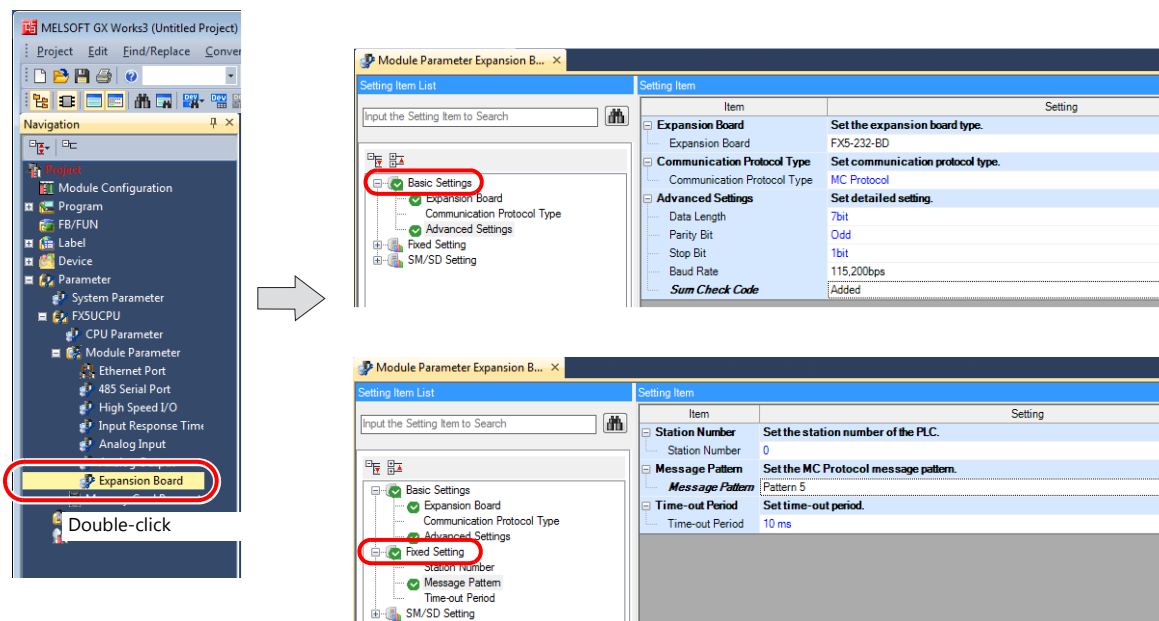 MELSOFT GX Works3 (Untitled Project)
Project Edit Find/Replace Conver
Navigation
Project
Module Configuration
Program
FB/FUN
Label
Device
Parameter
System Parameter
FX5UCPU
CPU Parameter
Module Parameter
Ethernet Port
485 Serial Port
High Speed I/O
Input Response Time
Analog Input
Expansion Board
Double-click
Module Parameter Expansion B...
Setting Item List
Input the Setting Item to Search
Basic Settings
Expansion Board
Communication Protocol Type
Advanced Settings
Fixed Setting
SM/SD Setting
Setting Item
Item Setting
Expansion Board Set the expansion board type.
Expansion Board FX5-232-BD
Communication Protocol Type Set communication protocol type.
Communication Protocol Type MC Protocol
Advanced Settings Set detailed setting.
Data Length 7bit
Parity Bit Odd
Stop Bit 1bit
Baud Rate 115,200bps
Sum Check Code Added
Module Parameter Expansion B...
Setting Item List
Input the Setting Item to Search
Basic Settings
Expansion Board
Communication Protocol Type
Advanced Settings
Fixed Setting
Station Number
Message Pattern
Time-out Period
SM/SD Setting
Setting Item
Item Setting
Station Number Set the station number of the PLC.
Station Number 0
Message Pattern Set the MC Protocol message pattern.
Message Pattern Pattern 5
Time-out Period Set time-out period.
Time-out Period 10 ms